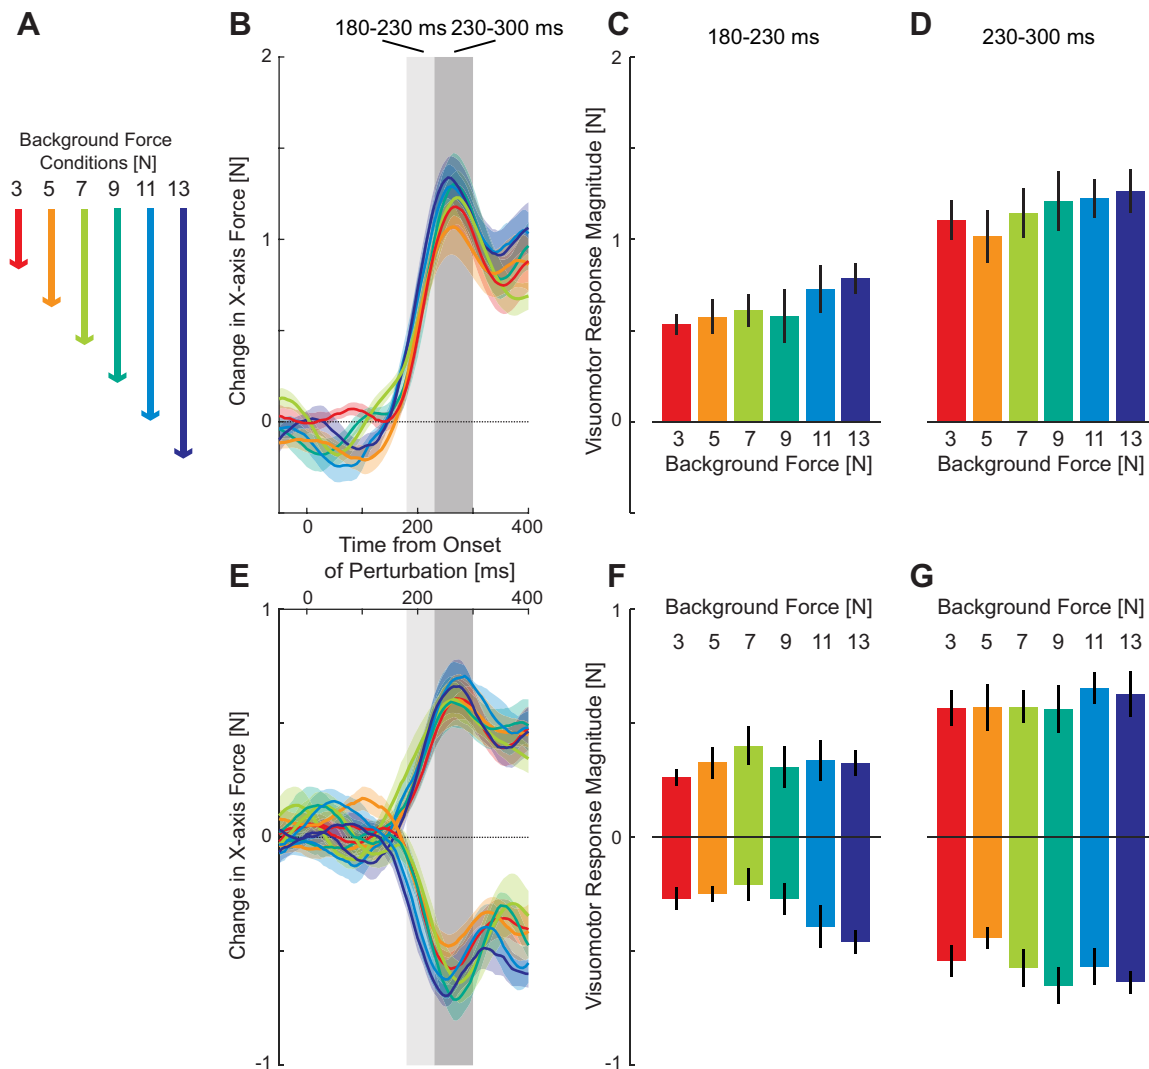 A
Background Force
Conditions [N]
3 5 7 9 11 13
B
180-230 ms 230-300 ms
Change in X-axis Force [N]
2
1
0
0 200 400
Time from Onset
of Perturbation [ms]
C
180-230 ms
Visuomotor Response Magnitude [N]
2
1
0
3 5 7 9 11 13
Background Force [N]
D
230-300 ms
3 5 7 9 11 13
Background Force [N]
E
0 200 400
Change in X-axis Force [N]
1
0
-1
F
Background Force [N]
3 5 7 9 11 13
Visuomotor Response Magnitude [N]
1
0
-1
G
Background Force [N]
3 5 7 9 11 13